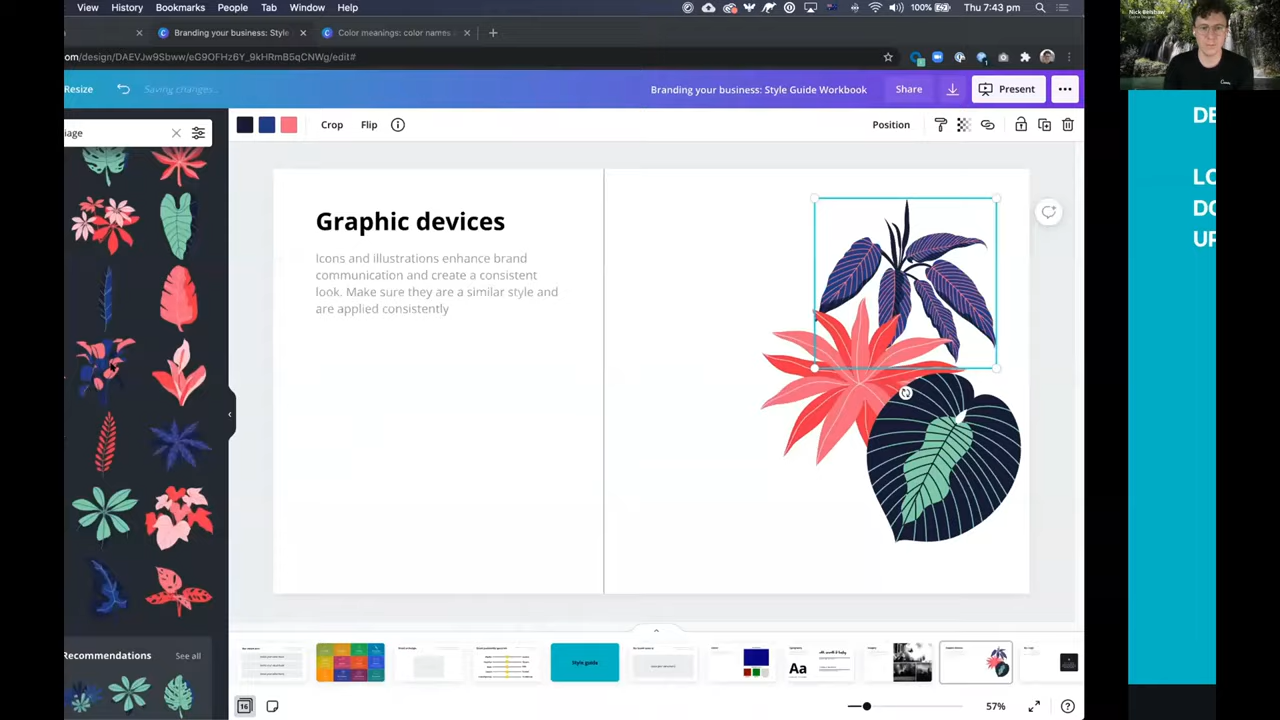 View History Bookmarks People Tab Window Help 100% Thu 7:43 pm
Branding your business: Style Color meanings: color names
om/design/DAEVJw9Sbww/eG9OFHz6Y_9kHRmB5qCNWg/edit#
Resize Saving changes… Branding your business: Style Guide Workbook Share Present
iage Crop Flip Position
Graphic devices
Icons and illustrations enhance brand
communication and create a consistent
look. Make sure they are a similar style and
are applied consistently
ecommendations See all
Style guide
Aa
16 57%
DE
LO
DO
UP